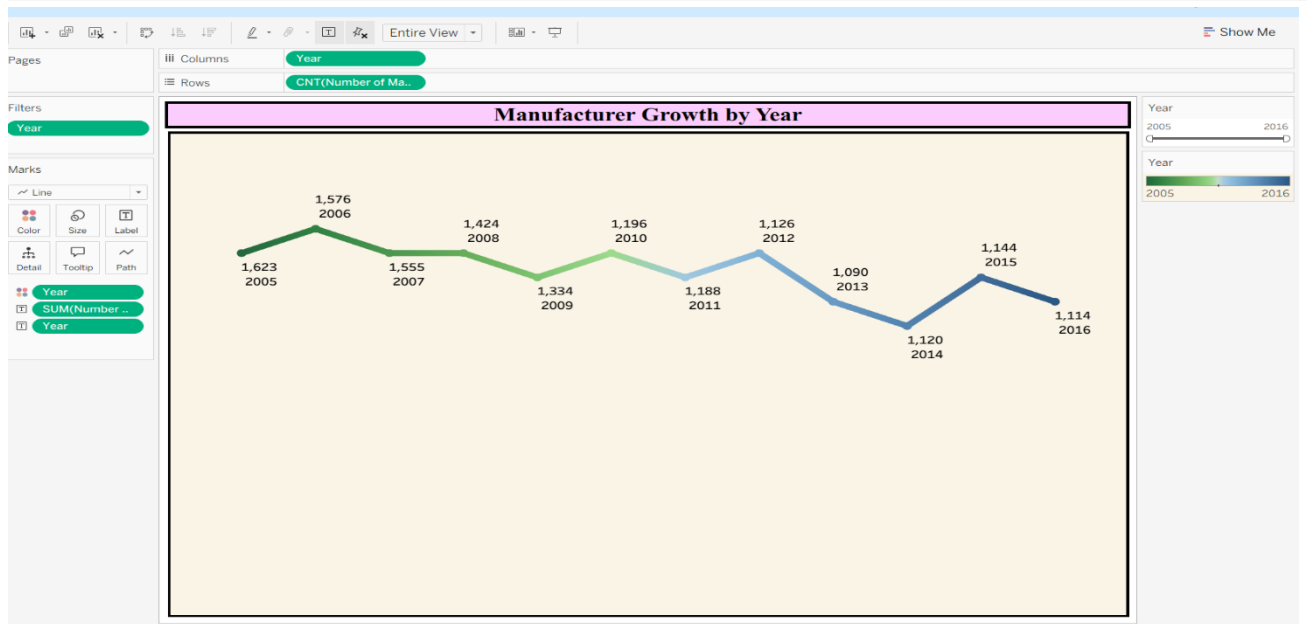 Entire View
Show Me
Pages
Columns
Year
Rows
CNT(Number of Ma..
Filters
Year
Marks
Line
Color
Size
Label
Detail
Tooltip
Path
Year
SUM(Number ..
Year
Manufacturer Growth by Year
1,623
2005
1,576
2006
1,555
2007
1,424
2008
1,334
2009
1,196
2010
1,188
2011
1,126
2012
1,090
2013
1,120
2014
1,144
2015
1,114
2016
Year
2005 2016
Year
2005 2016